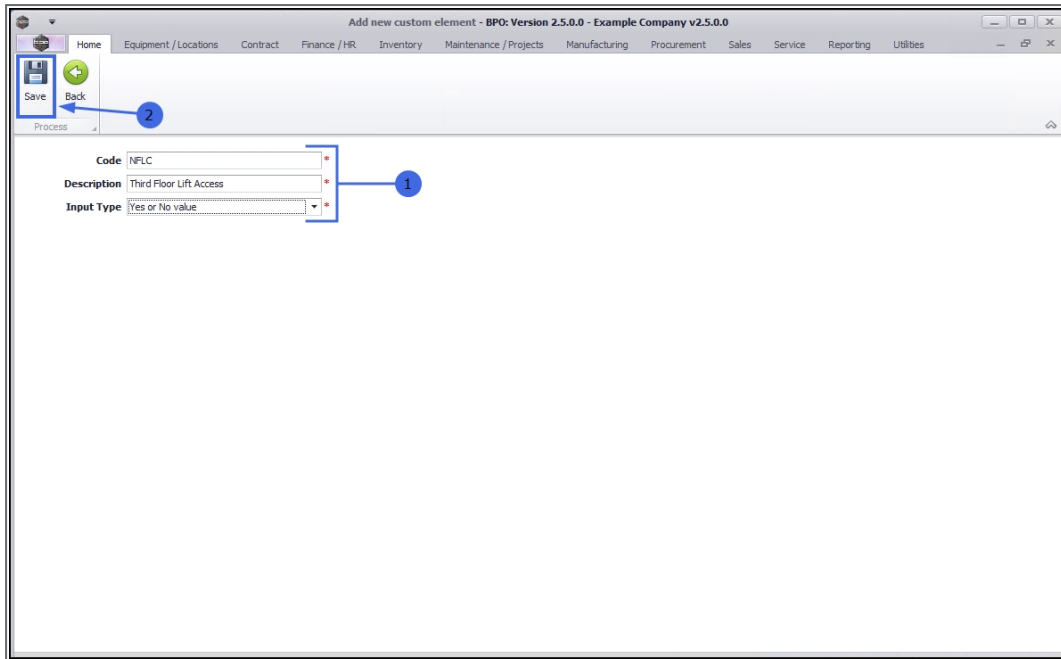 Add new custom element - BPO: Version 2.5.0.0 - Example Company v2.5.0.0
Home Equipment / Locations Contract Finance / HR Inventory Maintenance / Projects Manufacturing Procurement Sales Service Reporting Utilities
Save Back
2
Process
Code NFLC *
Description Third Floor Lift Access *
1
Input Type Yes or No value *